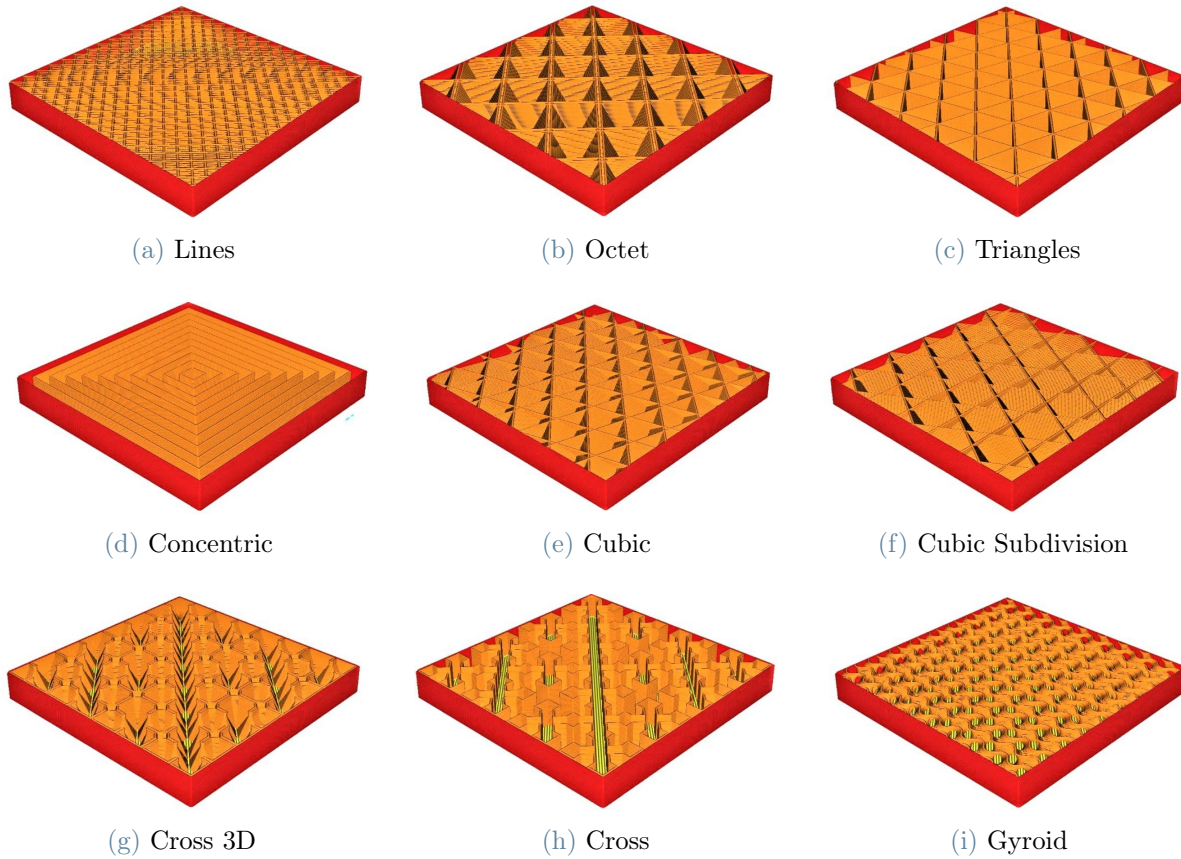 (a) Lines
(b) Octet
(c) Triangles
(d) Concentric
(e) Cubic
(f) Cubic Subdivision
(g) Cross 3D
(h) Cross
(i) Gyroid